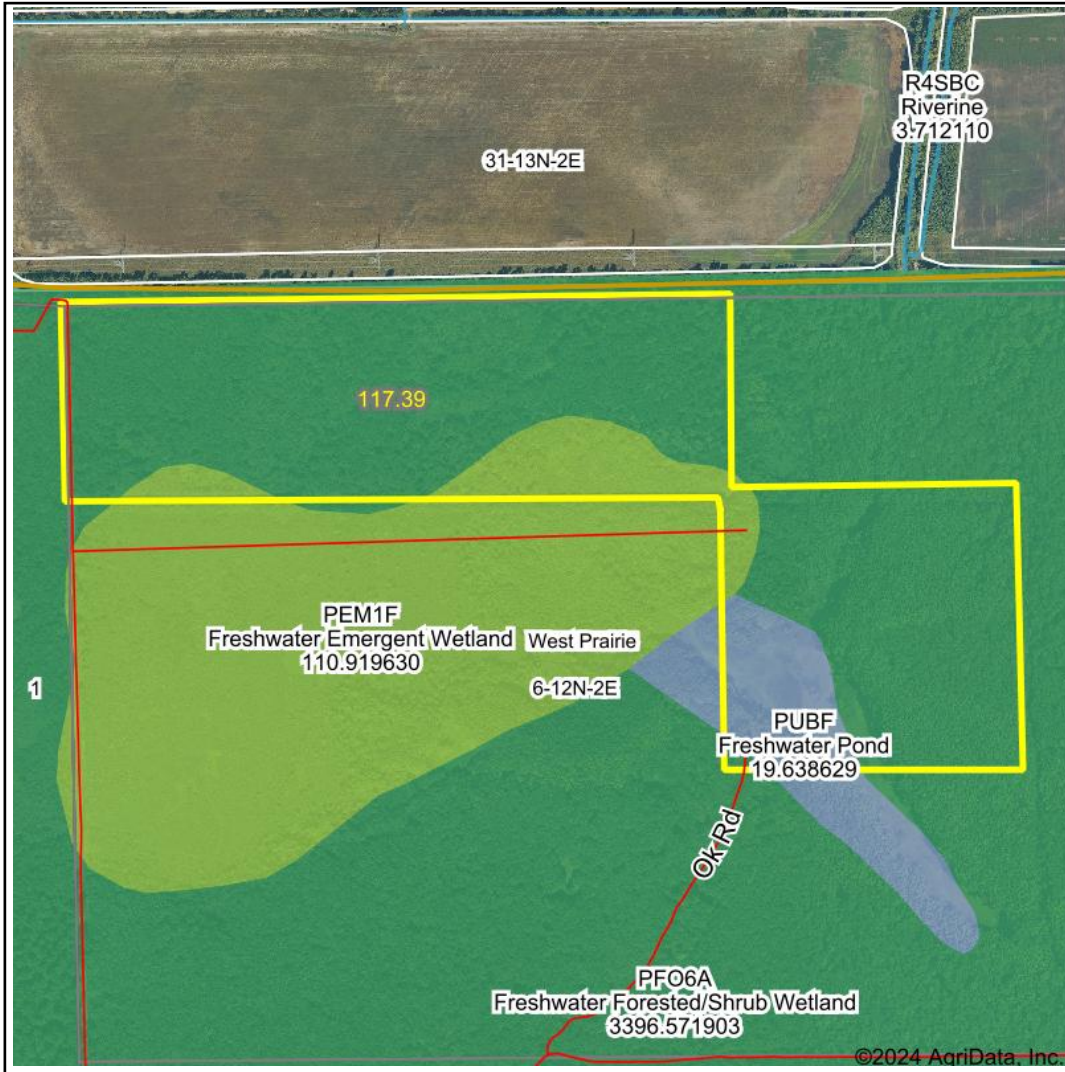 R4SBC
Riverine
3.712110
31-13N-2E
117.39
PEM1F
Freshwater Emergent Wetland
110.919630
West Prairie
1
6-12N-2E
PUBF
Freshwater Pond
19.638629
Ok Rd
PFO6A
Freshwater Forested/Shrub Wetland
3396.571903
©2024 AgriData, Inc.